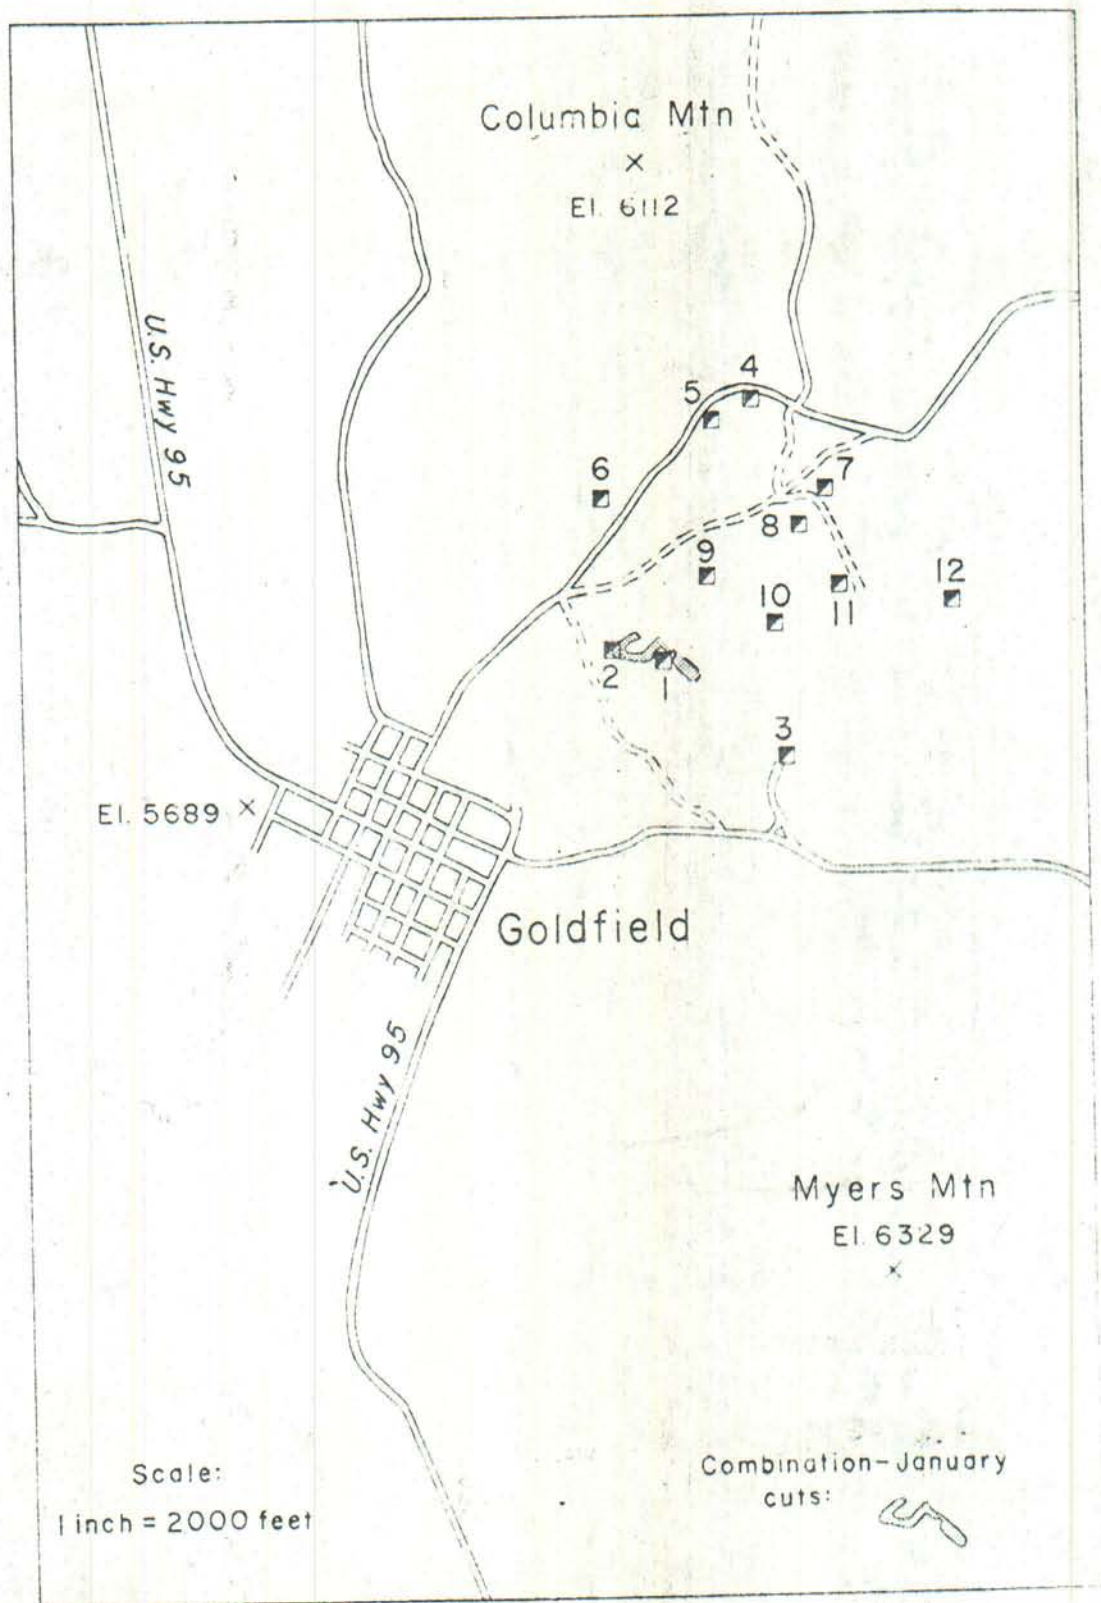 Columbia Mtn
×
El. 6112
U.S. Hwy 95
4
5
6
7
8
9
12
10
11
2
1
3
El. 5689 ×
Goldfield
U.S. Hwy 95
Myers Mtn
El. 6329
×
Scale:
1 inch = 2000 feet
Combination-January
cuts: